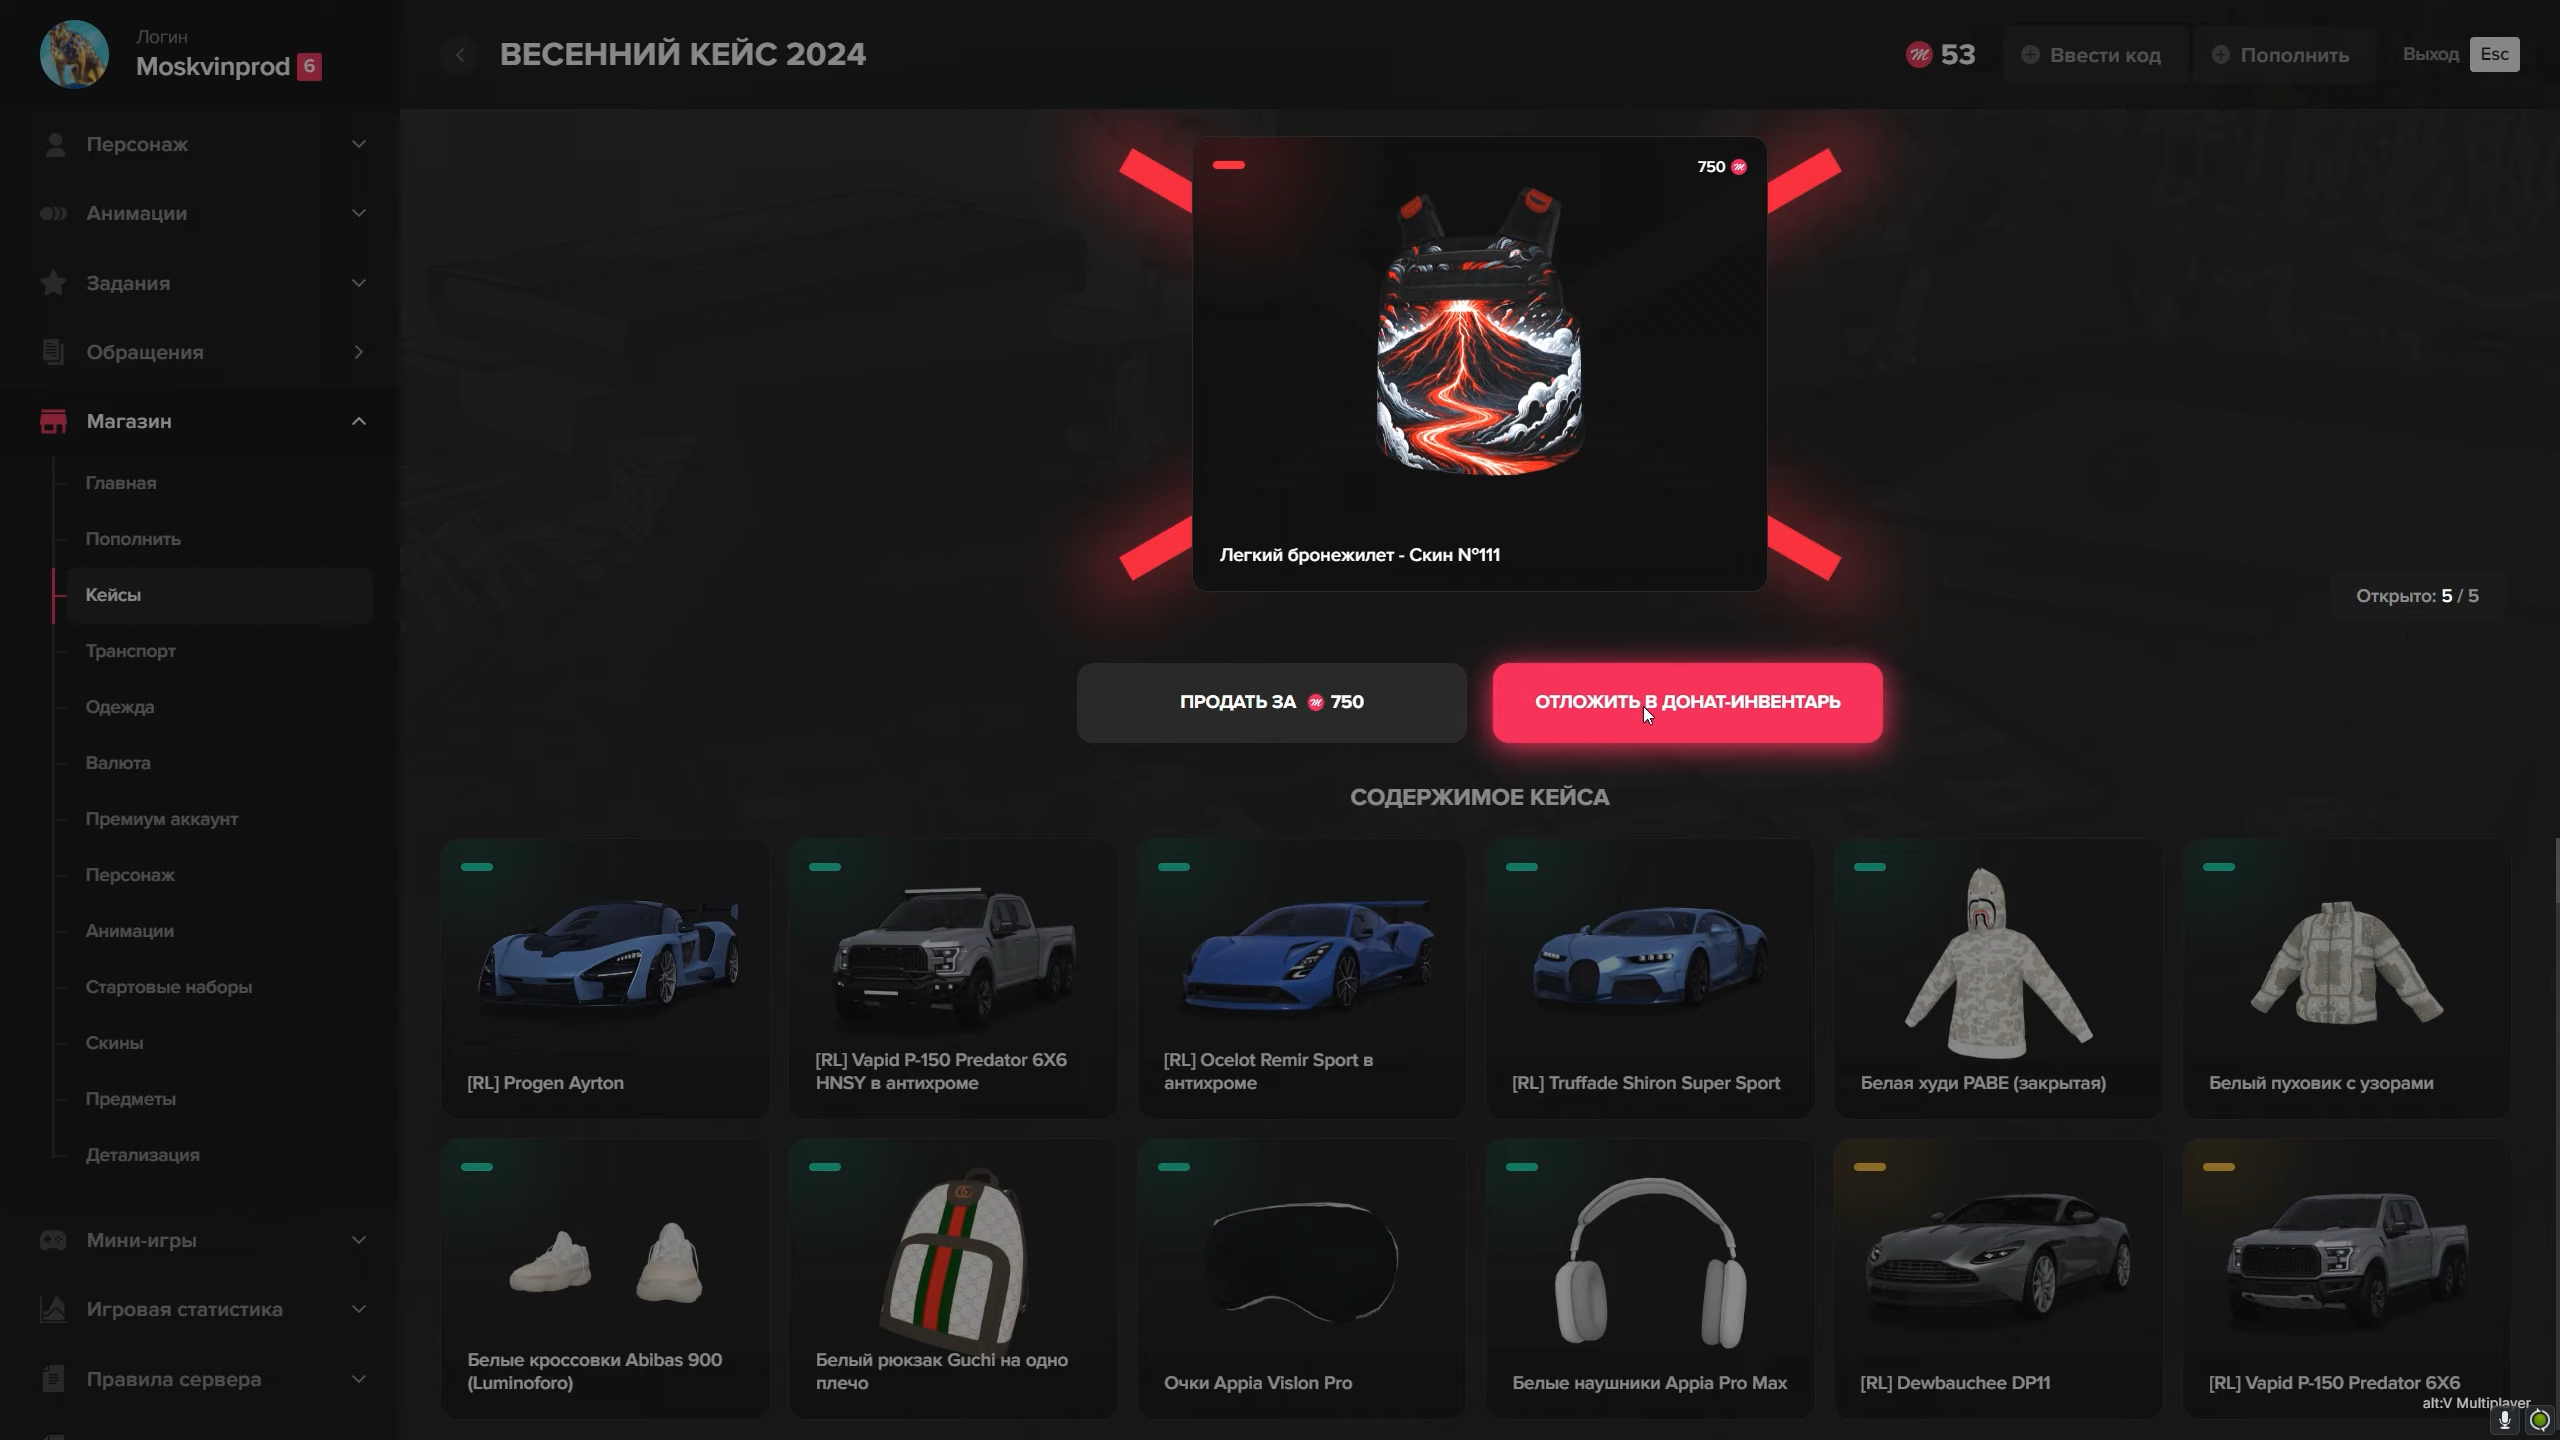 Логин
Moskvinprod 6
ВЕСЕННИЙ КЕЙС 2024
53
Ввести код
Пополнить
Выход
Esc
Персонаж
Анимации
Задания
Обращения
Магазин
Главная
Пополнить
Кейсы
Транспорт
Одежда
Валюта
Премиум аккаунт
Персонаж
Анимации
Стартовые наборы
Скины
Предметы
Детализация
Мини-игры
Игровая статистика
Правила сервера
750
Легкий бронежилет - Скин №111
Открыто: 5 / 5
ПРОДАТЬ ЗА 750
ОТЛОЖИТЬ В ДОНАТ-ИНВЕНТАРЬ
СОДЕРЖИМОЕ КЕЙСА
[RL] Progen Ayrton
[RL] Vapid P-150 Predator 6X6
HNSY в антихроме
[RL] Ocelot Remir Sport в
антихроме
[RL] Truffade Shiron Super Sport
Белая худи PABE (закрытая)
Белый пуховик с узорами
Белые кроссовки Abibas 900
(Luminoforo)
Белый рюкзак Guchi на одно
плечо
Очки Appia Vislon Pro
Белые наушники Appia Pro Max
[RL] Dewbauchee DP11
[RL] Vapid P-150 Predator 6X6
alt:V Multiplayer